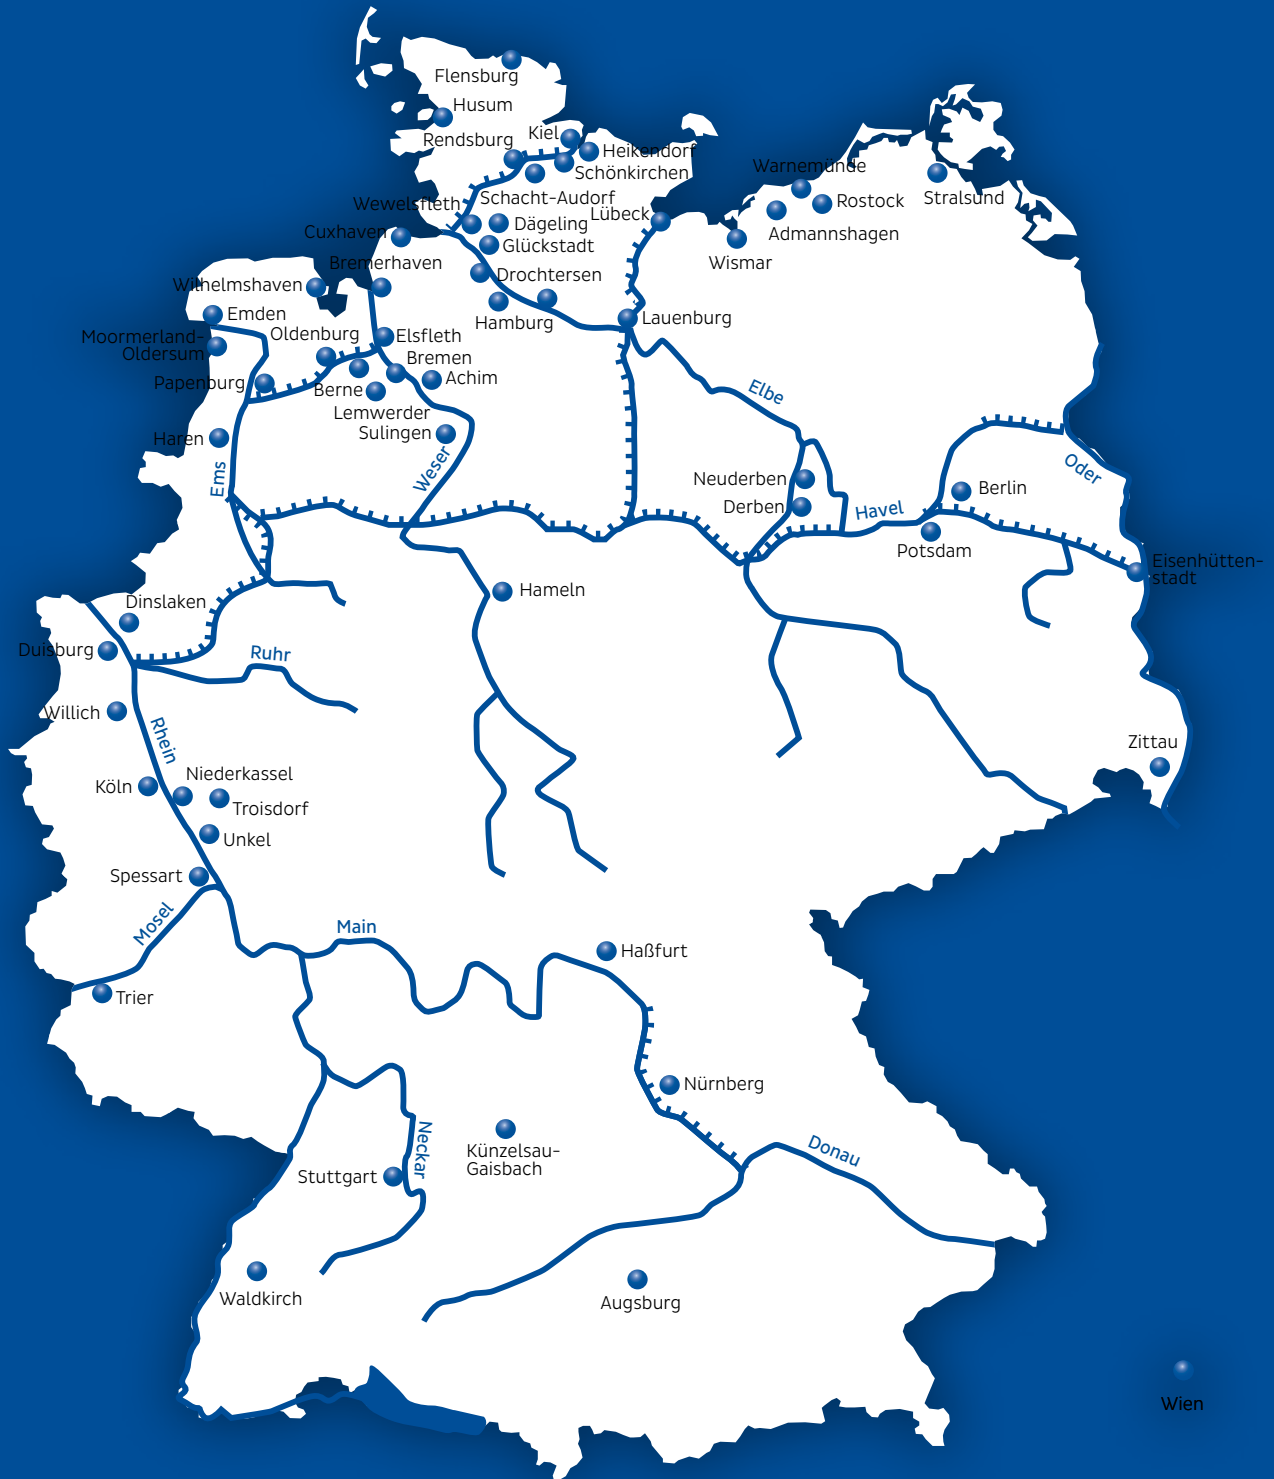 Flensburg
Husum
Kiel
Rendsburg
Heikendorf
Schönkirchen
Warnemünde
Schacht-Audorf
Stralsund
Wewelsfleth
Rostock
Lübeck
Dägeling
Cuxhaven
Admannshagen
Glückstadt
Wismar
Bremerhaven
Drochtersen
Wilhelmshaven
Emden
Lauenburg
Hamburg
Oldenburg
Elsfleth
Moormerland-
Oldersum
Bremen
Achim
Papenburg
Berne
Elbe
Lemwerder
Sulingen
Haren
Weser
Ems
Oder
Neuderben
Berlin
Derben
Havel
Potsdam
Eisenhütten-
stadt
Hameln
Dinslaken
Duisburg
Ruhr
Willich
Rhein
Zittau
Niederkassel
Köln
Troisdorf
Unkel
Spessart
Mosel
Main
Haßfurt
Trier
Nürnberg
Neckar
Künzelsau-
Gaisbach
Donau
Stuttgart
Waldkirch
Augsburg
Wien